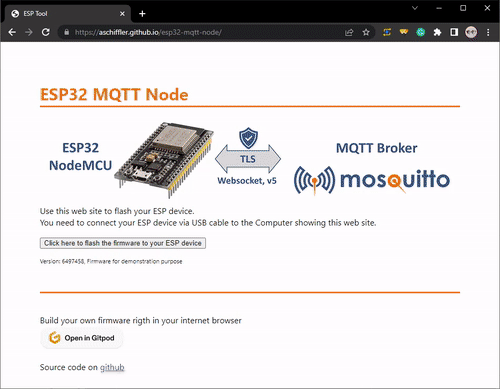 ESP Tool
https://aschiffler.github.io/esp32-mqtt-node/
ESP32 MQTT Node
ESP32
NodeMCU
TLS
Websocket, v5
MQTT Broker
mosquitto
Use this web site to flash your ESP device.
You need to connect your ESP device via USB cable to the Computer showing this web site.
Click here to flash the firmware to your ESP device
Version: 6497458, Firmware for demonstration purpose
Build your own firmware rigth in your internet browser
Open in Gitpod
Source code on github